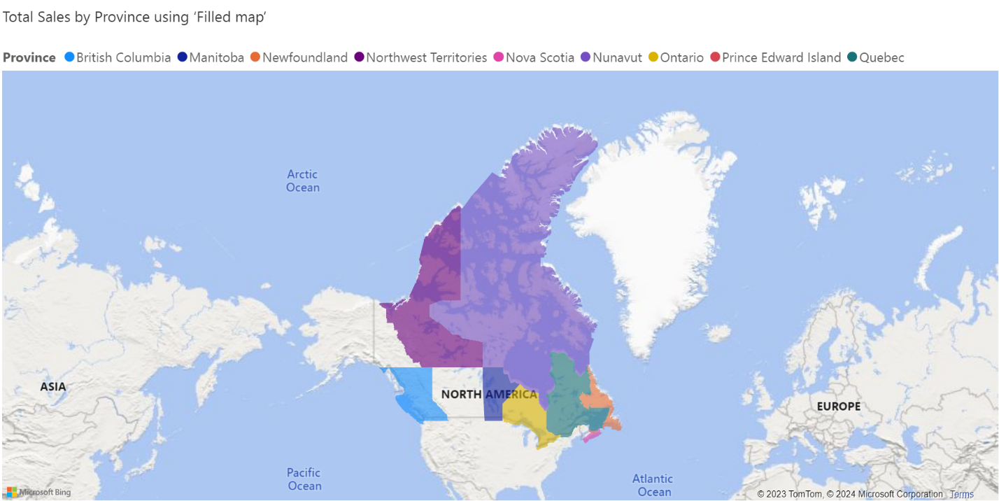 Total Sales by Province using ‘Filled map’
Province British Columbia Manitoba Newfoundland Northwest Territories Nova Scotia Nunavut Ontario Prince Edward Island Quebec
Arctic
Ocean
ASIA
NORTH AMERICA
EUROPE
Pacific
Ocean
Atlantic
Ocean
Microsoft Bing
© 2023 TomTom, © 2024 Microsoft Corporation Terms